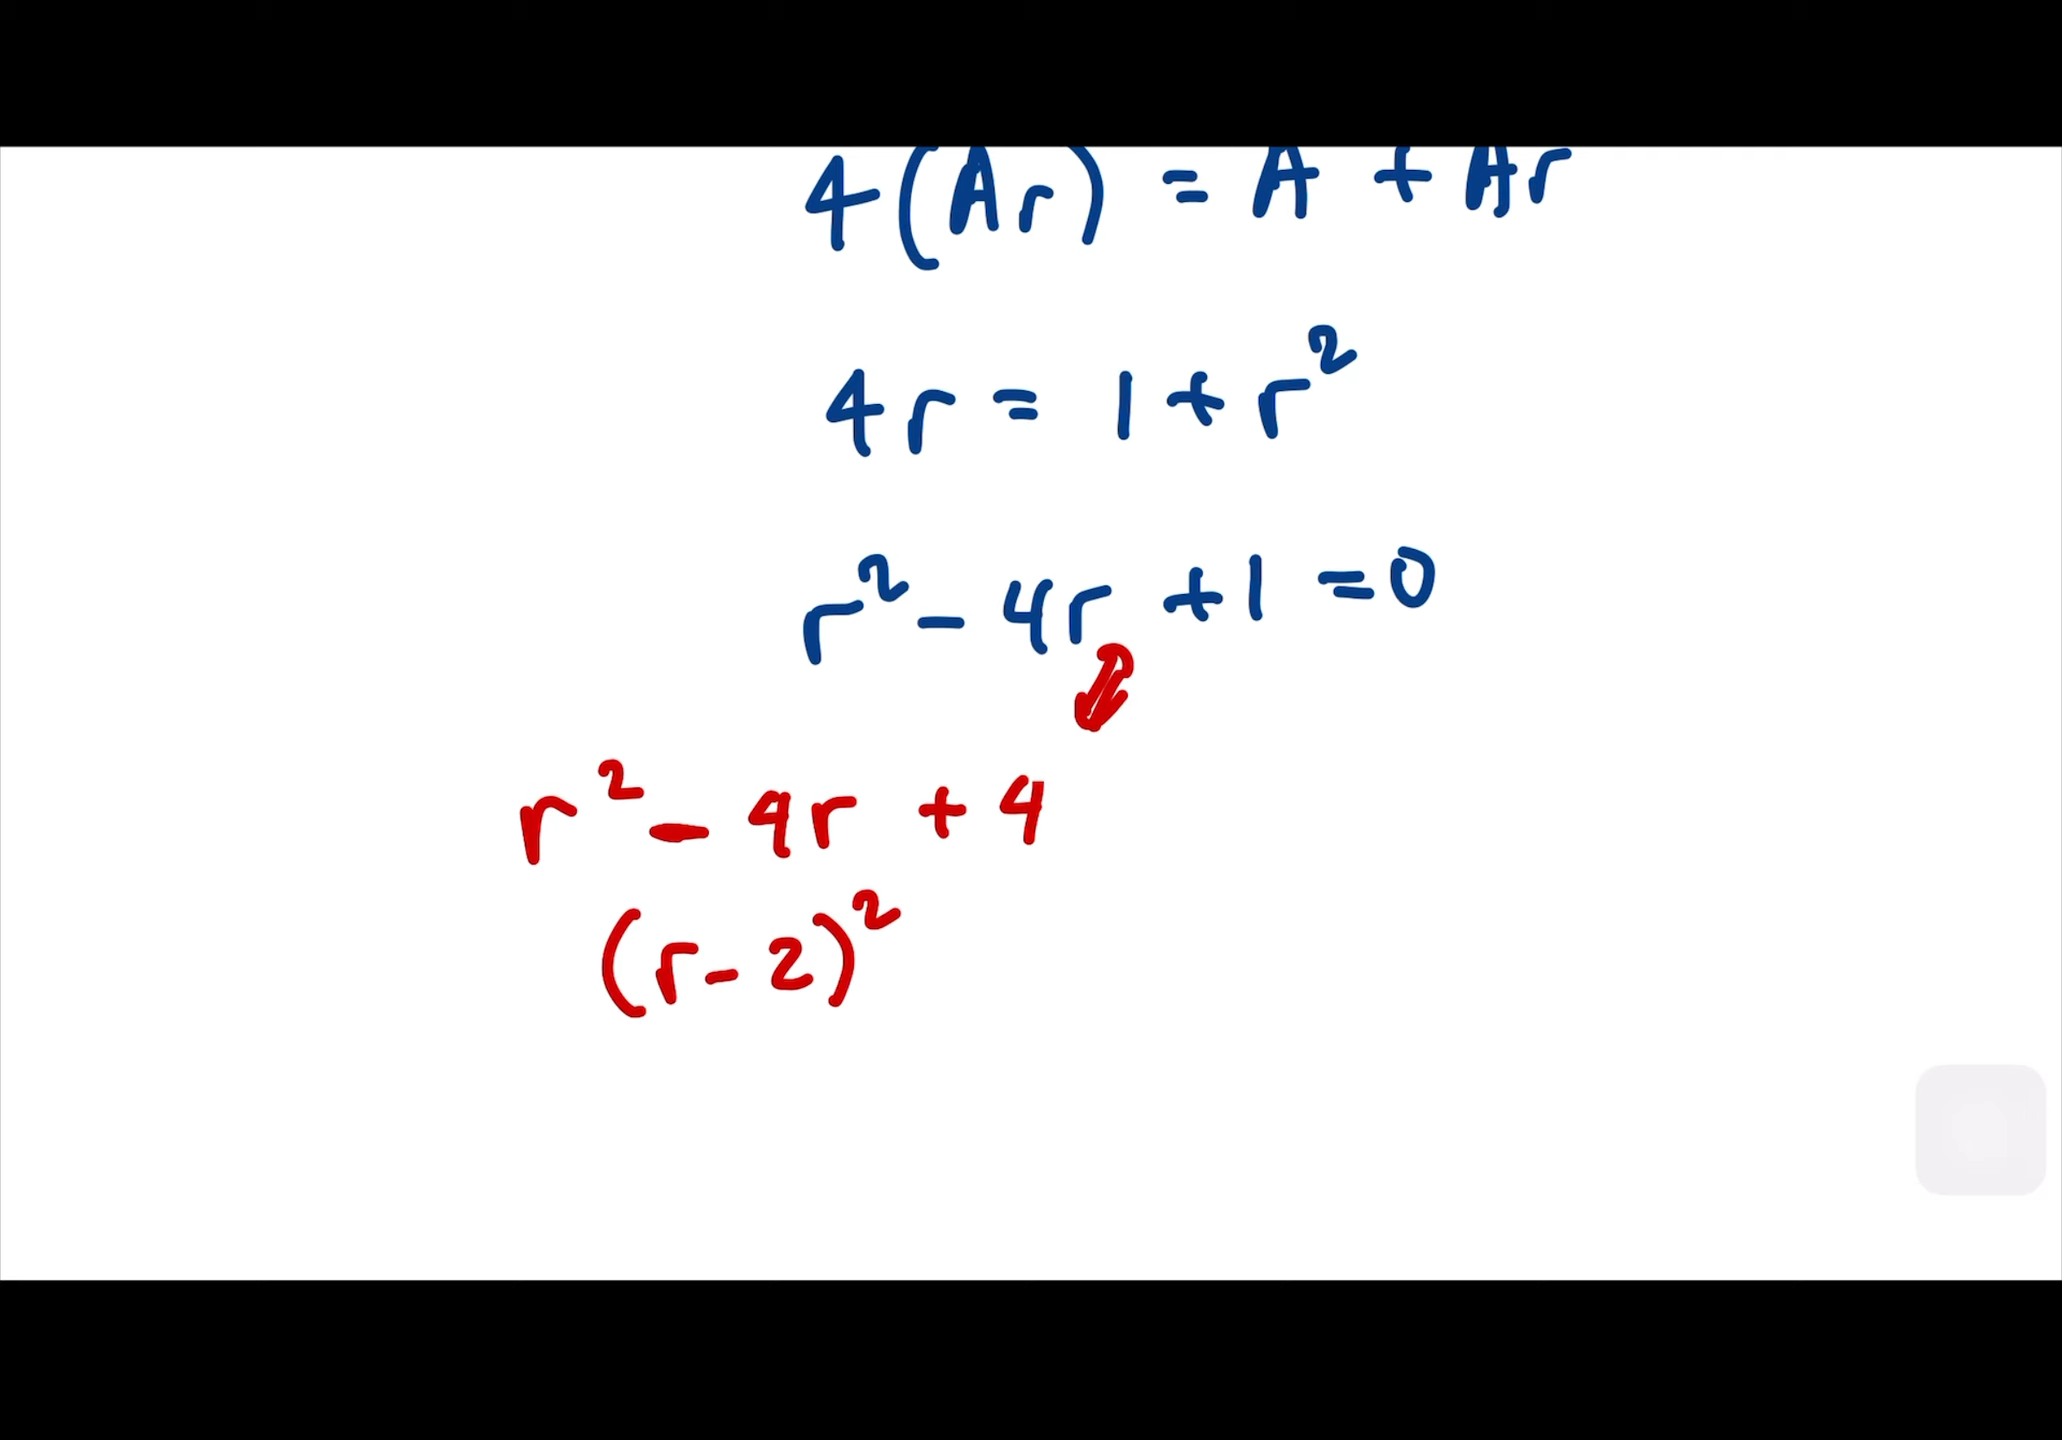 4(Ar) = A + Ar
4r = 1 + r²
r² - 4r + 1 = 0
r² - 4r + 4
(r - 2)²